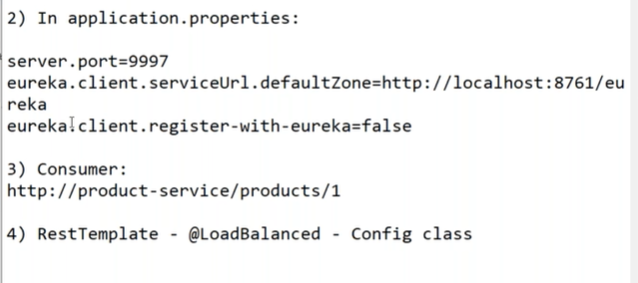 2) In application.properties:
server.port=9997
eureka.client.serviceUrl.defaultZone=http://localhost:8761/eu
reka
eureka.client.register-with-eureka=false
3) Consumer:
http://product-service/products/1
4) RestTemplate - @LoadBalanced - Config class